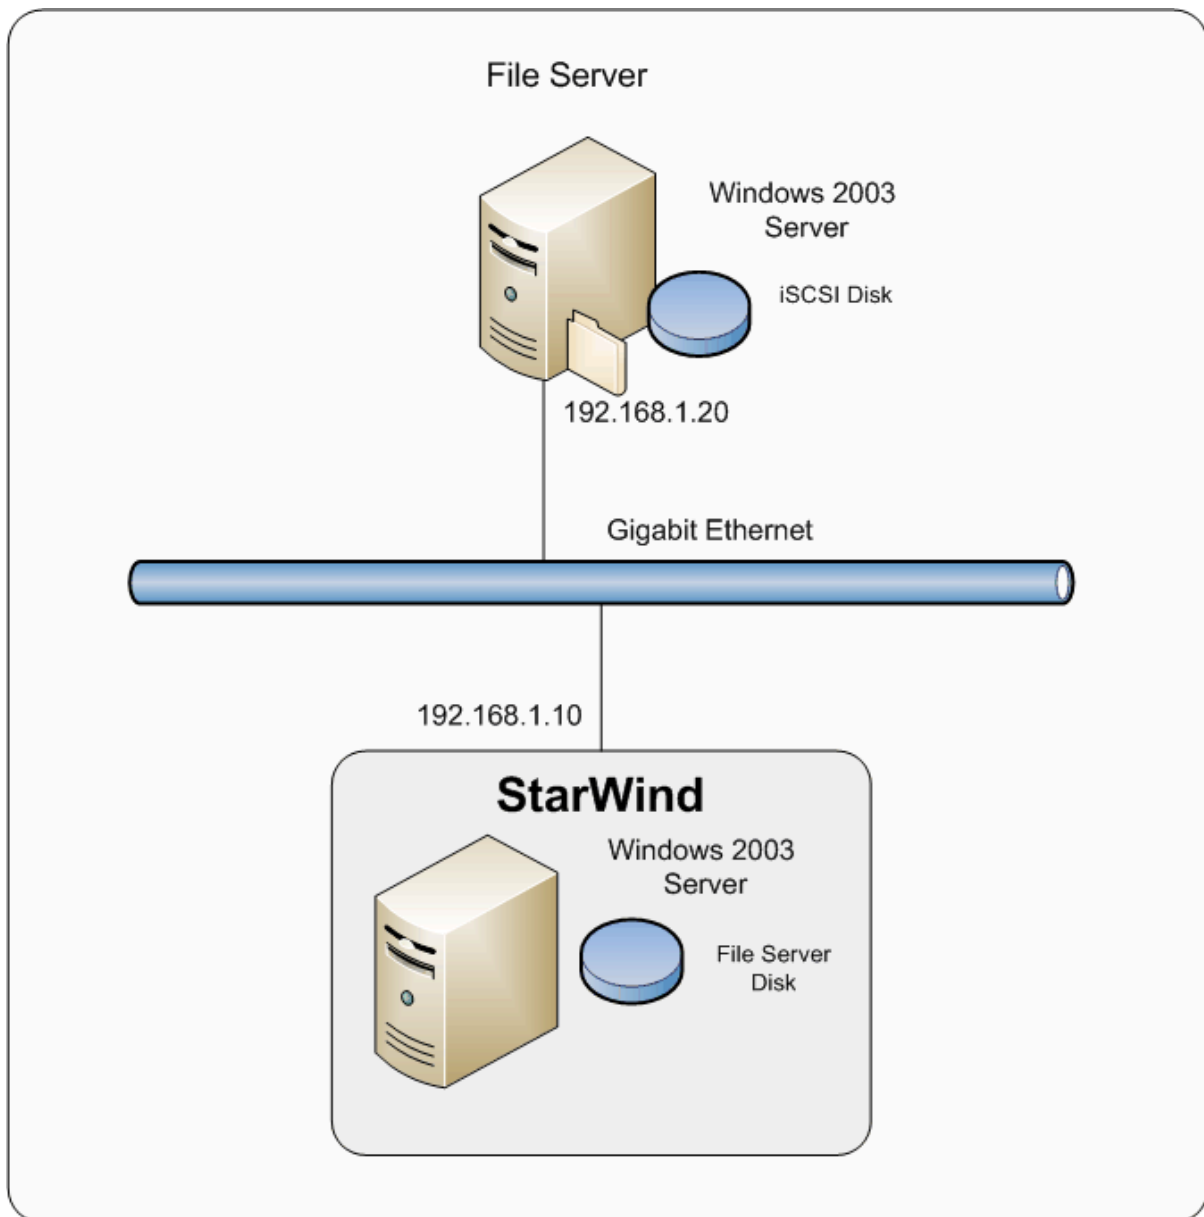 File Server
Windows 2003
Server
iSCSI Disk
192.168.1.20
Gigabit Ethernet
192.168.1.10
StarWind
Windows 2003
Server
File Server
Disk